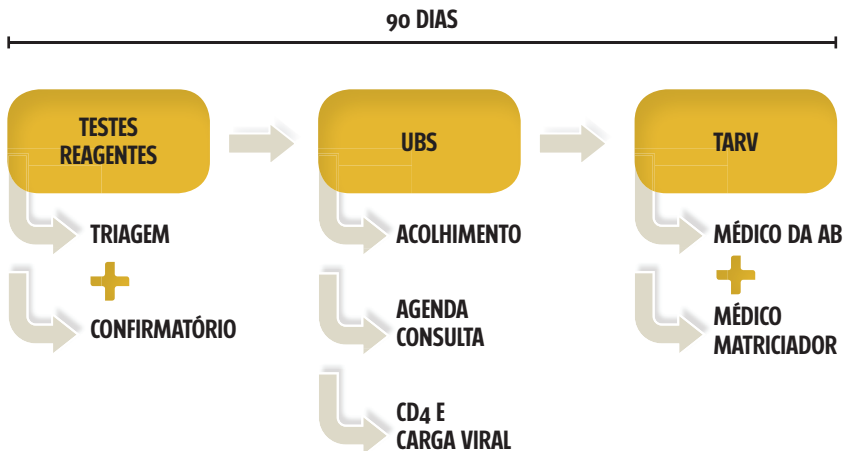 90 DIAS
TESTES
REAGENTES
TRIAGEM
CONFIRMATÓRIO
UBS
ACOLHIMENTO
AGENDA
CONSULTA
CD4 E
CARGA VIRAL
TARV
MÉDICO DA AB
MÉDICO
MATRICIADOR